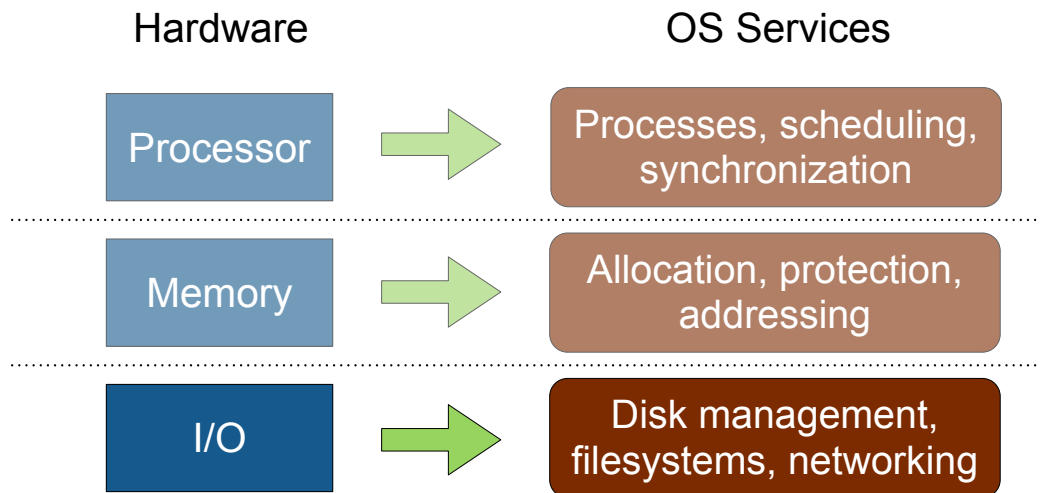 Hardware
OS Services
Processor
Processes, scheduling,
synchronization
Memory
Allocation, protection,
addressing
I/O
Disk management,
filesystems, networking